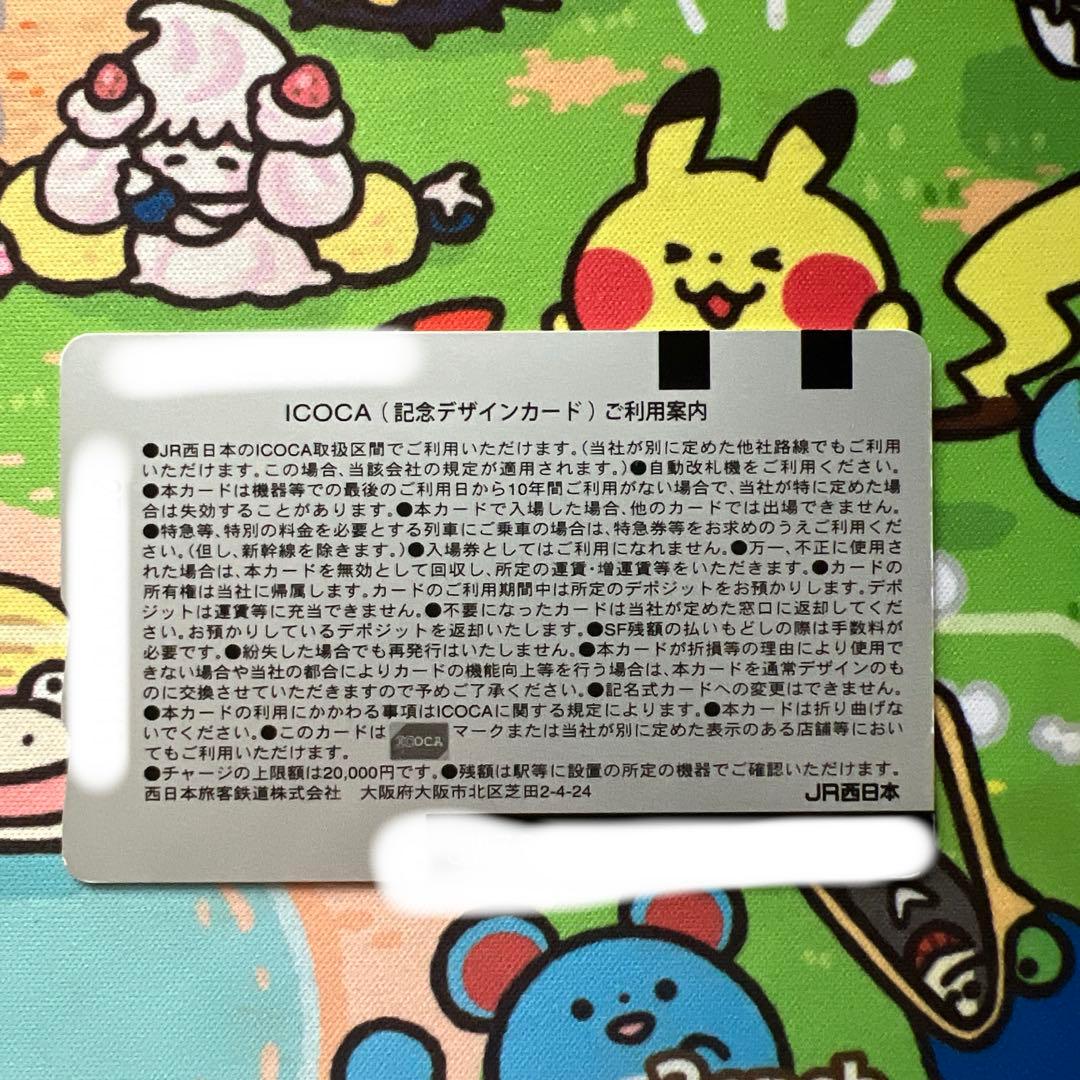 ICOCA（記念デザインカード）ご利用案内
●JR西日本のICOCA取扱区間でご利用いただけます。（当社が別に定めた他社路線でもご利用
いただけます。この場合、当該会社の規定が適用されます。）●自動改札機をご利用ください。
●本カードは機器等での最後のご利用日から10年間ご利用がない場合で、当社が特に定めた場
合は失効することがあります。●本カードで入場した場合、他のカードでは出場できません。
●特急等、特別の料金を必要とする列車にご乗車の場合は、特急券等をお求めのうえご利用くだ
さい。（但し、新幹線を除きます。）●入場券としてはご利用になれません。●万一、不正に使用さ
れた場合は、本カードを無効として回収し、所定の運賃・増運賃等をいただきます。●カードの
所有権は当社に帰属します。カードのご利用期間中は所定のデポジットをお預かりします。デポ
ジットは運賃等に充当できません。●不要になったカードは当社が定めた窓口に返却してくだ
さい。お預かりしているデポジットを返却いたします。●SF残額の払いもどしの際は手数料が
必要です。●紛失した場合でも再発行はいたしません。●本カードが折損等の理由により使用で
きない場合や当社の都合によりカードの機能向上等を行う場合は、本カードを通常デザインのも
のに交換させていただきますので予めご了承ください。●記名式カードへの変更はできません。
●本カードの利用にかかわる事項はICOCAに関する規定によります。●本カードは折り曲げな
いでください。●このカードは ICOCA マークまたは当社が別に定めた表示のある店舗等におい
てもご利用いただけます。
●チャージの上限額は20,000円です。●残額は駅等に設置の所定の機器でご確認いただけます。
西日本旅客鉄道株式会社　大阪府大阪市北区芝田2-4-24 JR西日本